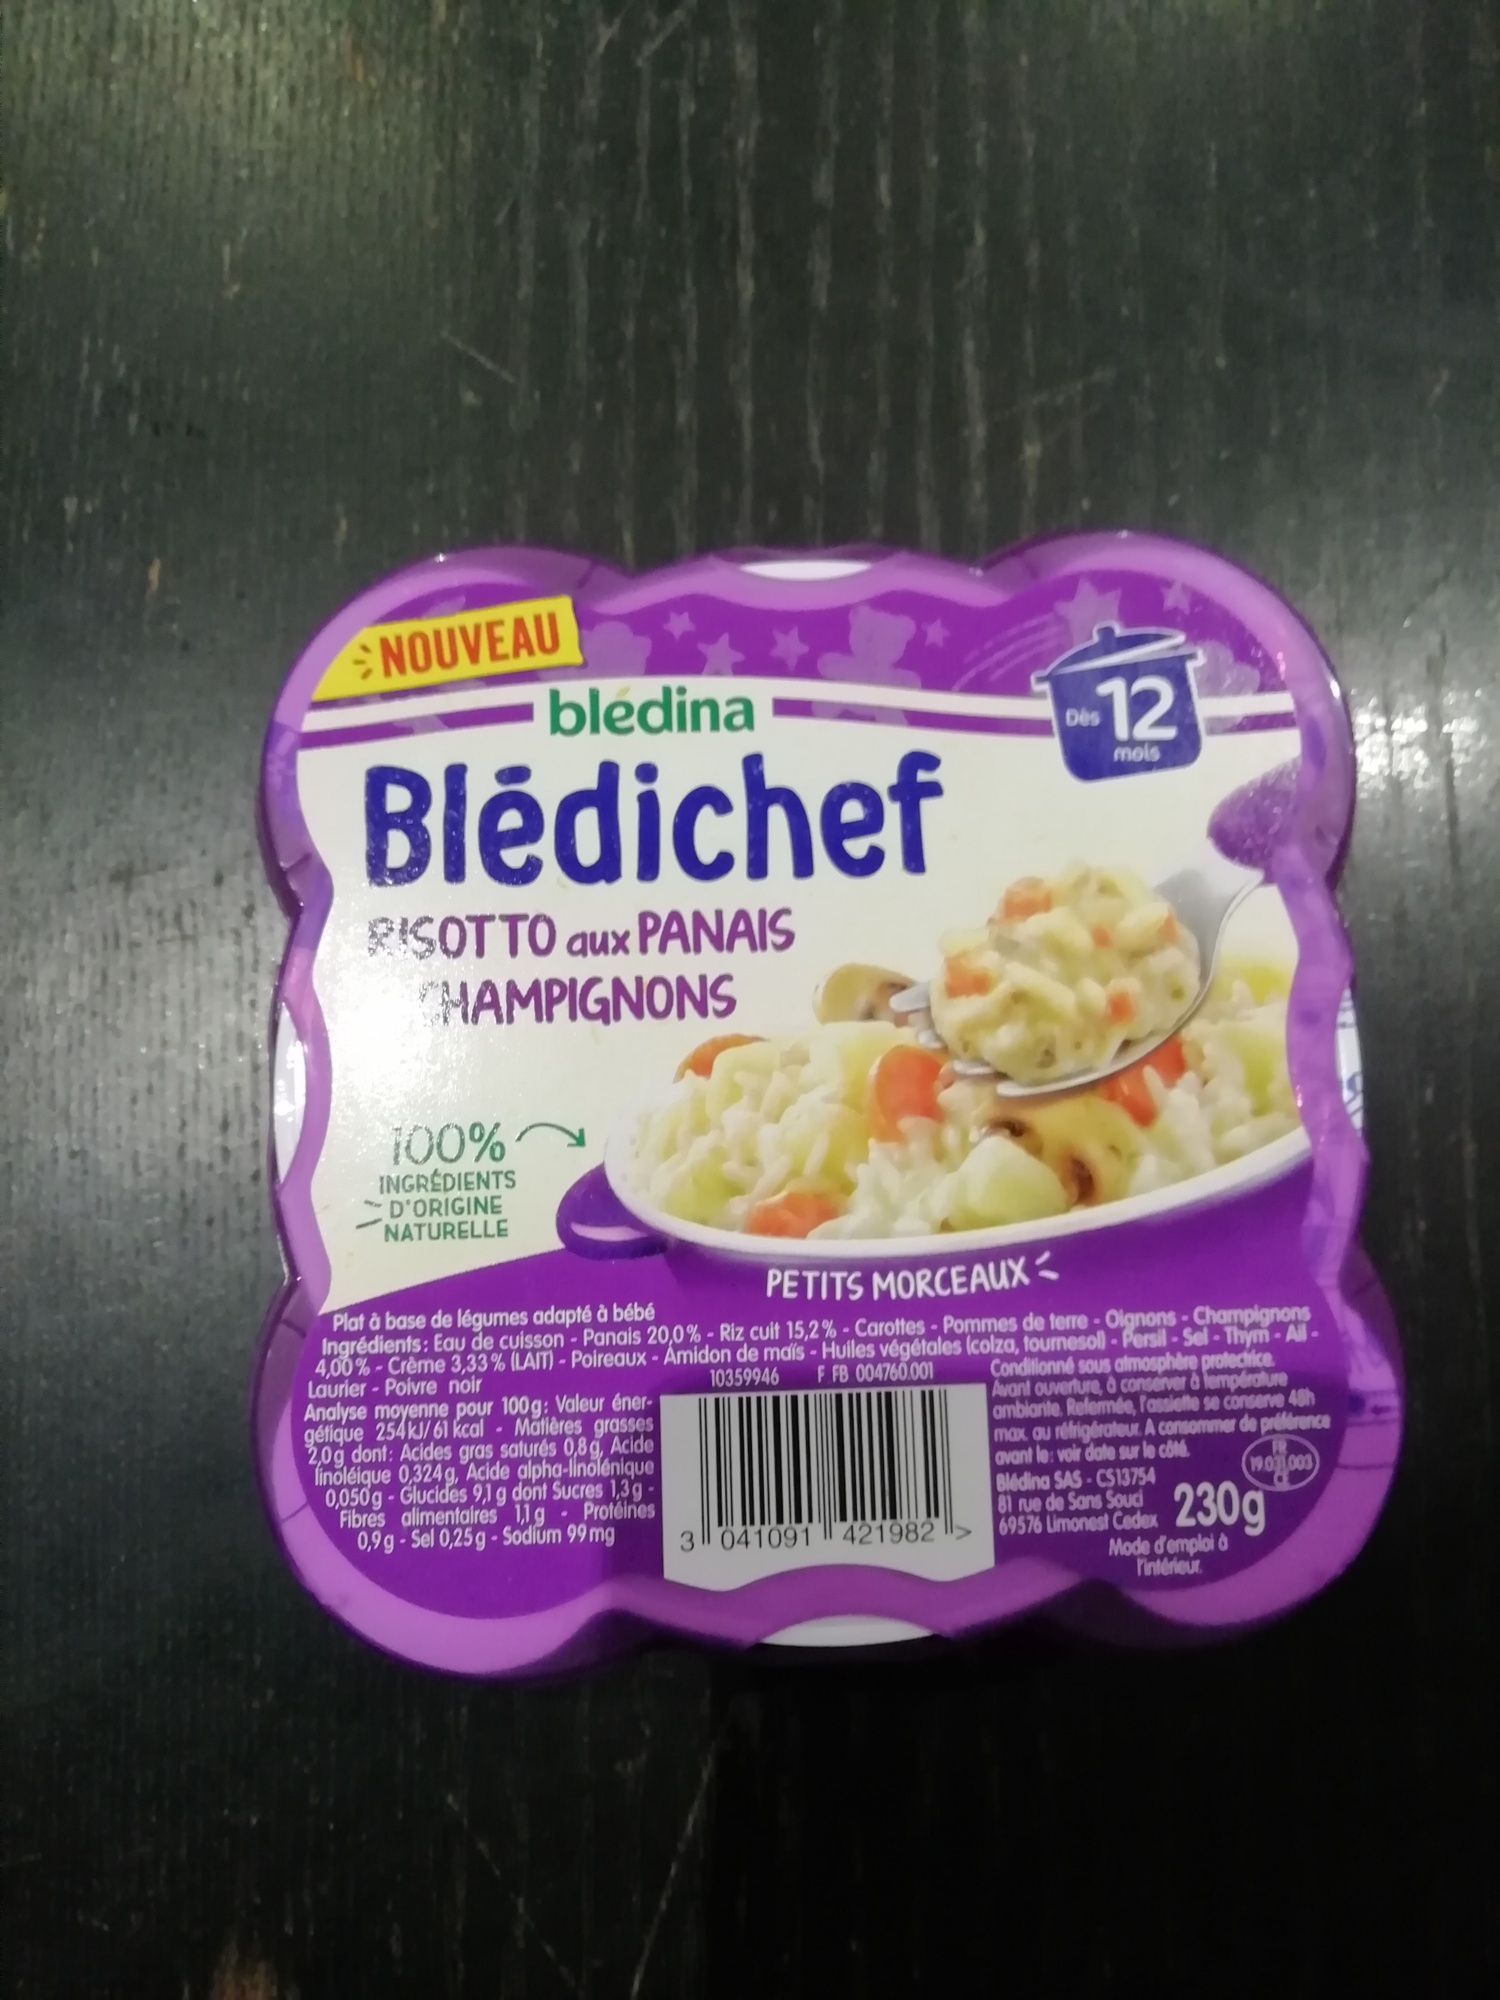 NOUVEAU
blédina
Dès 12 mois
Blédichef
RISOTTO aux PANAIS
CHAMPIGNONS
100%
INGRÉDIENTS
D'ORIGINE
NATURELLE
PETITS MORCEAUX
Plat à base de légumes adapté à bébé
Ingrédients: Eau de cuisson - Panais 20,0% - Riz cuit 15,2% - Carottes - Pommes de terre - Oignons - Champignons
4,00% - Crème 3,33% (LAIT) - Poireaux - Amidon de maïs - Huiles végétales (colza, tournesol) - Persil - Sel - Thym - Ail -
Laurier - Poivre noir
Analyse moyenne pour 100g: Valeur éner-
gétique 254kJ/61 kcal - Matières grasses
2,0g dont: Acides gras saturés 0,8g, Acide
linoléique 0,324g, Acide alpha-linolénique
0,050g - Glucides 9,1g dont Sucres 1,3g -
Fibres alimentaires 1,1g - Protéines
0,9g - Sel 0,25g - Sodium 99mg
10359946 F FB 004760.001
3 041091 421982 >
Conditionné sous atmosphère protectrice.
Avant ouverture, à conserver à température
ambiante. Refermée, l'assiette se conserve 48h
max. au réfrigérateur. A consommer de préférence
avant le: voir date sur le côté.
Blédina SAS - CS13754
81 rue de Sans Souci
69576 Limonest Cedex
FR
19.031.003
CE
230g
Mode d'emploi à
l'intérieur.